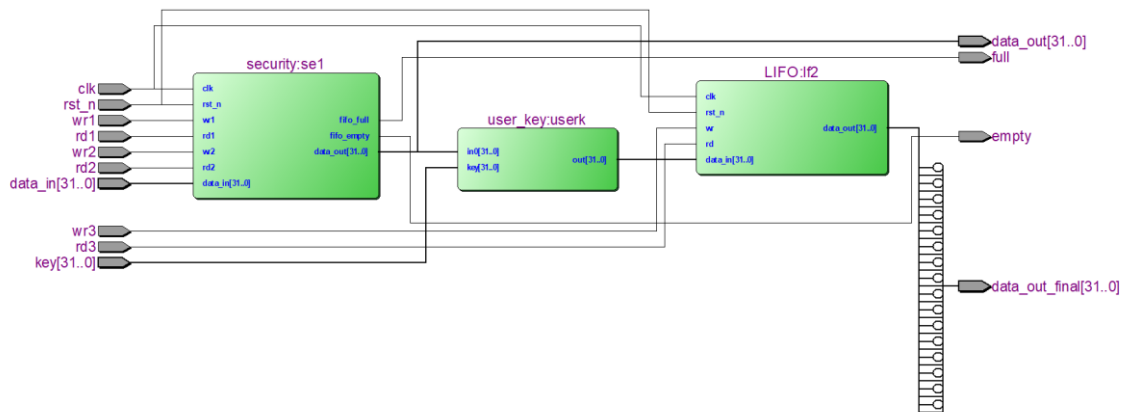 clk
rst_n
wr1
rd1
wr2
rd2
data_in[31..0]
wr3
rd3
key[31..0]
security:se1
clk
rst_n
w1
rd1
w2
rd2
data_in[31..0]
fifo_full
fifo_empty
data_out[31..0]
user_key:userk
in0[31..0]
key[31..0]
out[31..0]
LIFO:lf2
clk
rst_n
w
rd
data_in[31..0]
data_out[31..0]
data_out[31..0]
full
empty
data_out_final[31..0]